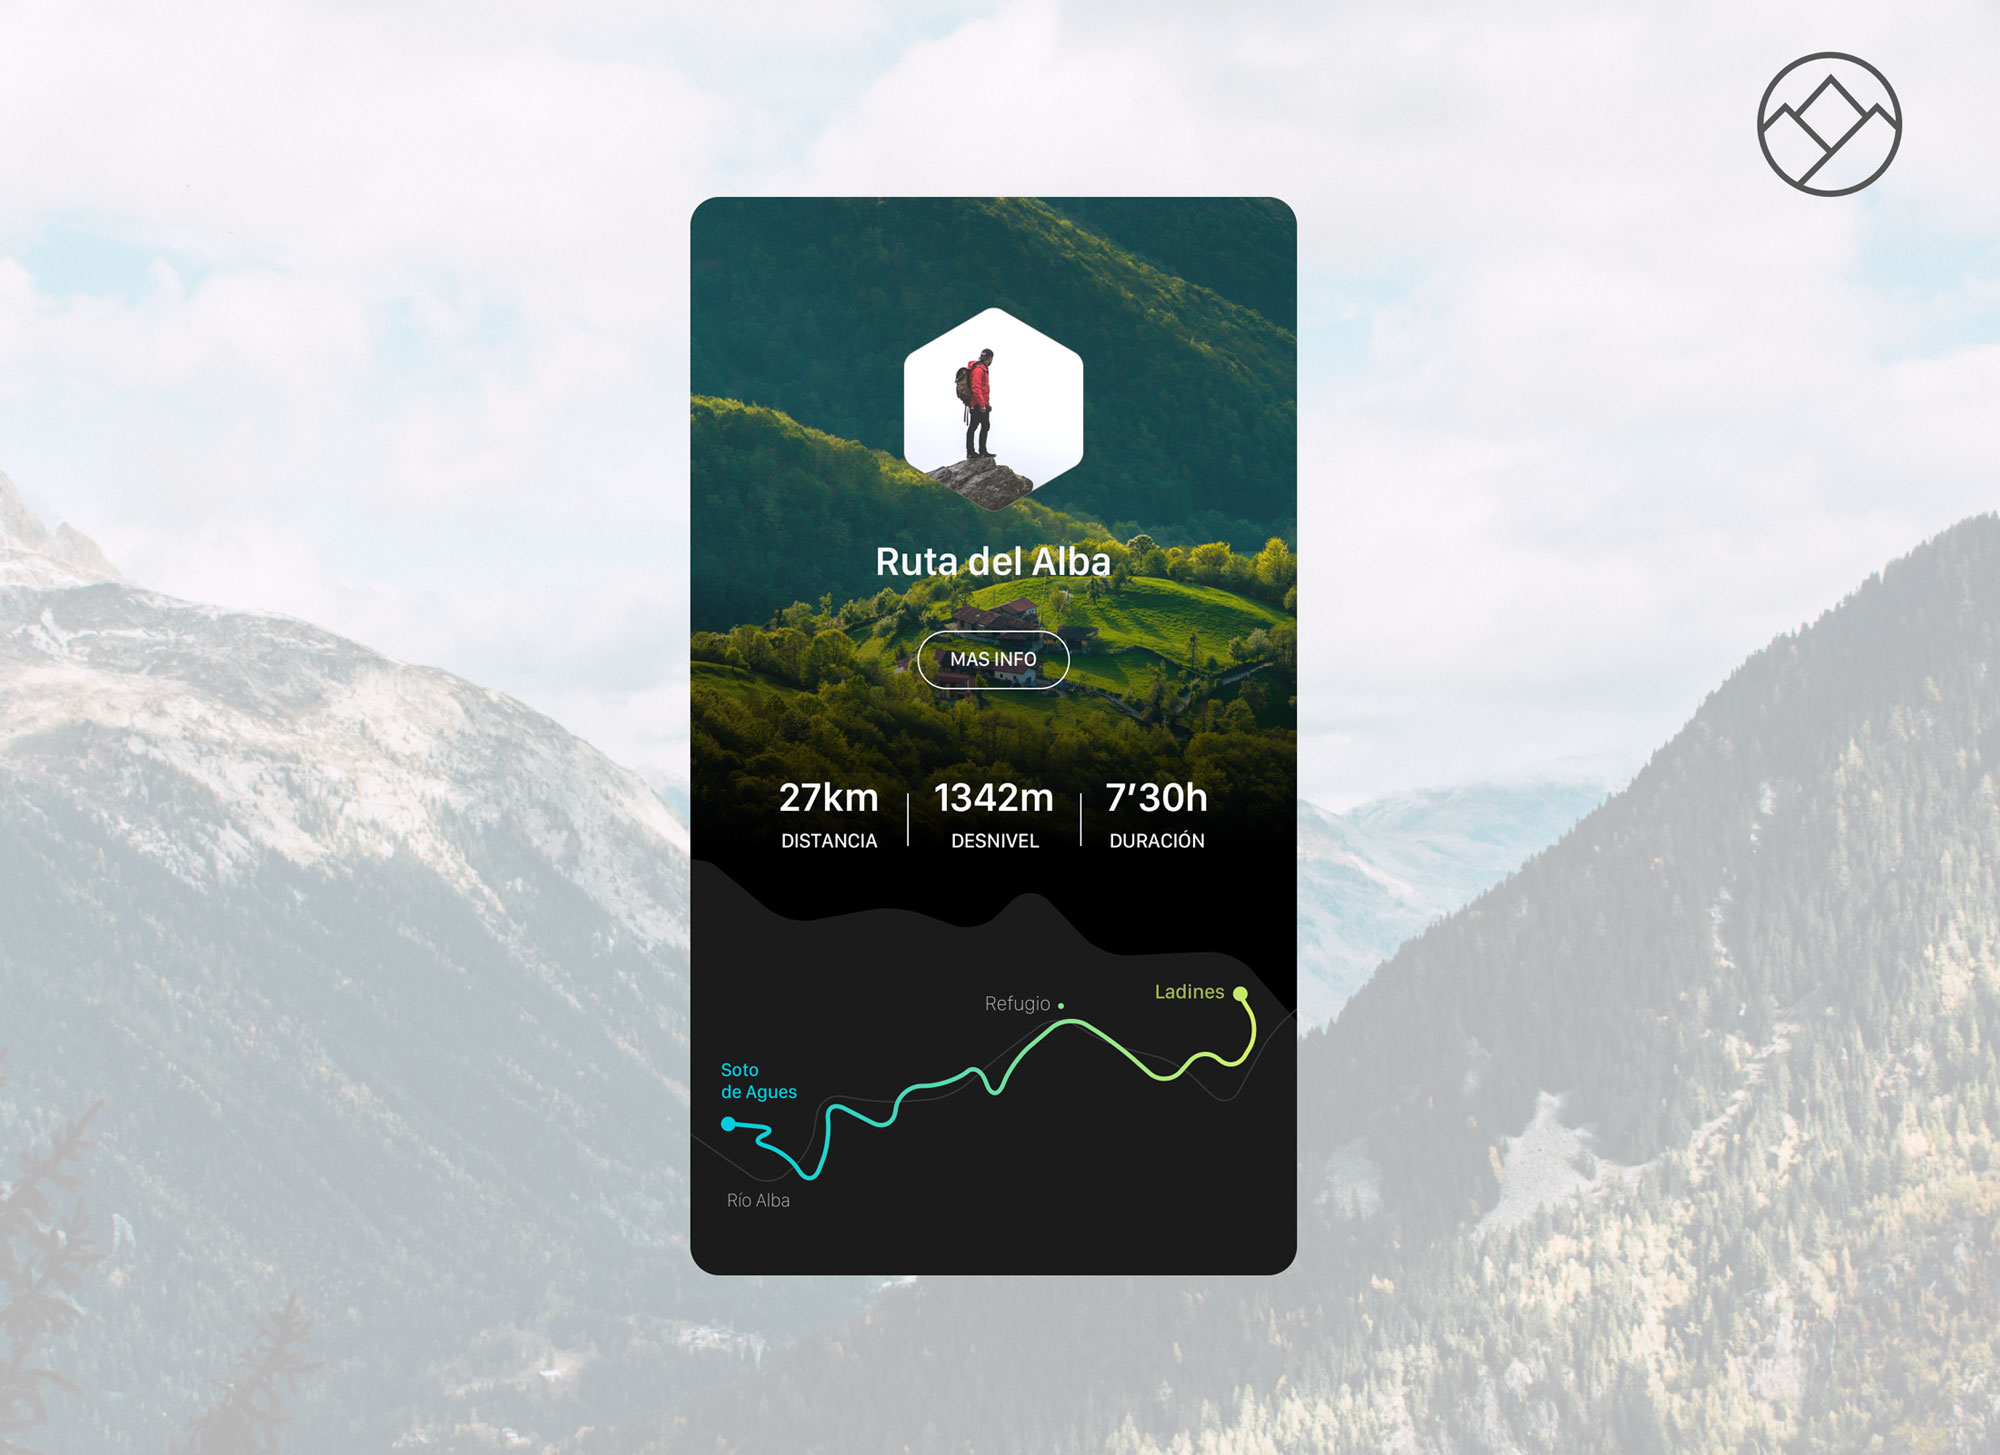 Ruta del Alba
MAS INFO
27km
DISTANCIA
1342m
DESNIVEL
7’30h
DURACIÓN
Refugio
Ladines
Soto
de Agues
Río Alba